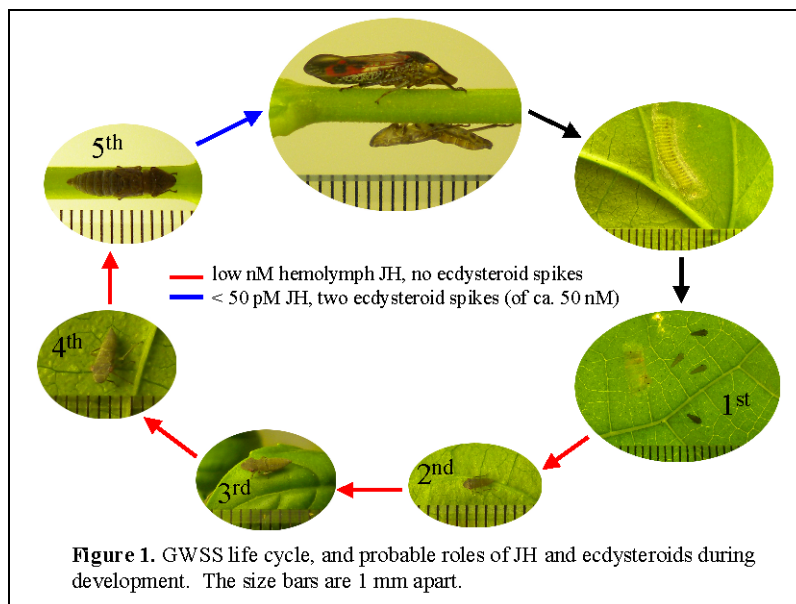 5th
4th
3rd
2nd
1st
low nM hemolymph JH, no ecdysteroid spikes
< 50 pM JH, two ecdysteroid spikes (of ca. 50 nM)
Figure 1. GWSS life cycle, and probable roles of JH and ecdysteroids during
development. The size bars are 1 mm apart.